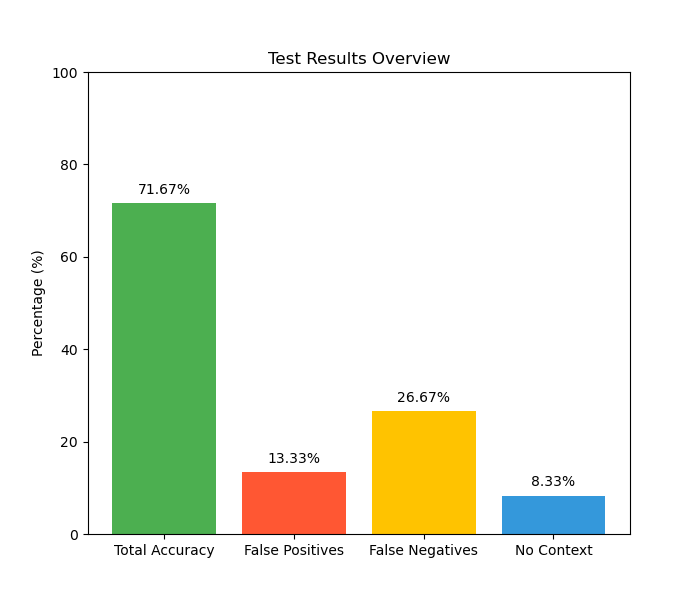 Test Results Overview
Percentage (%)
100
80
60
40
20
0
71.67%
13.33%
26.67%
8.33%
Total Accuracy
False Positives
False Negatives
No Context